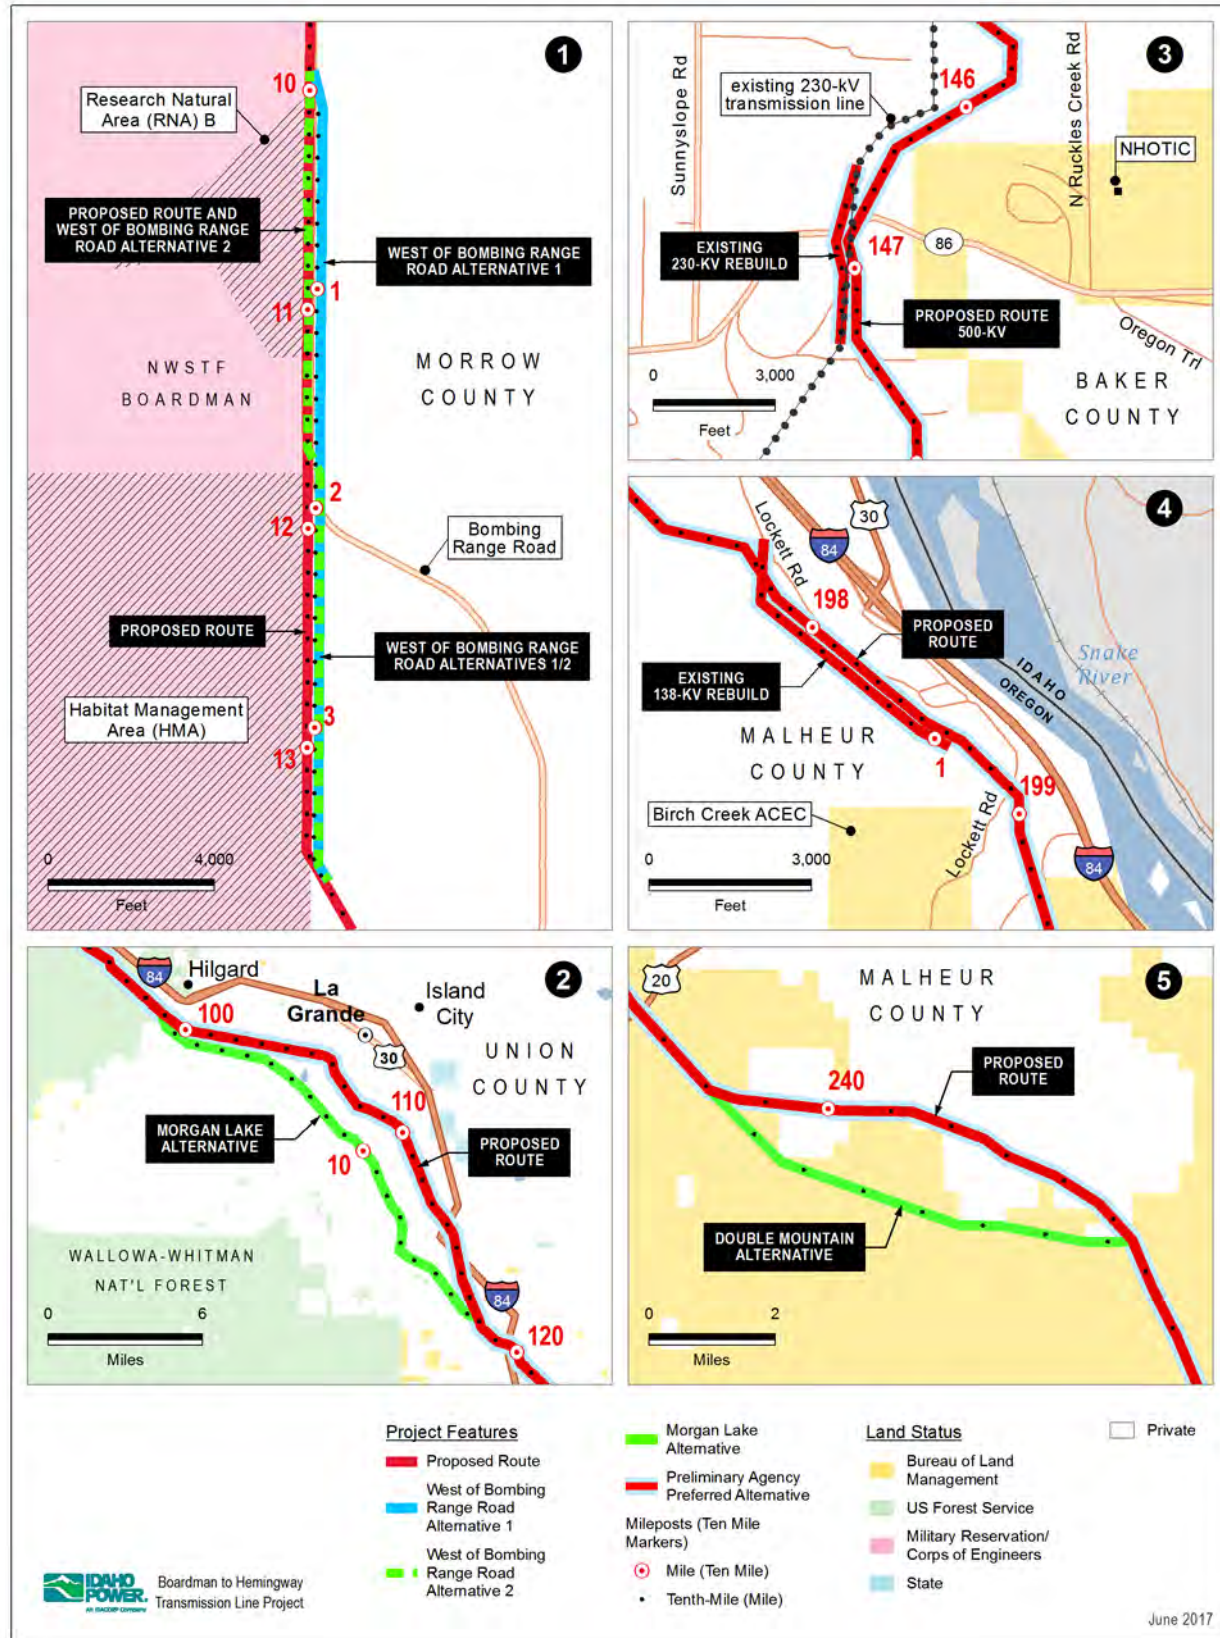 1
10
Research Natural
Area (RNA) B
PROPOSED ROUTE AND
WEST OF BOMBING RANGE
ROAD ALTERNATIVE 2
WEST OF BOMBING RANGE
ROAD ALTERNATIVE 1
1
11
NWSTF
BOARDMAN
MORROW
COUNTY
2
12
Bombing
Range Road
PROPOSED ROUTE
WEST OF BOMBING RANGE
ROAD ALTERNATIVES 1/2
Habitat Management
Area (HMA)
3
13
0 4,000
Feet
3
Sunnyslope Rd
existing 230-kV
transmission line
146
N Ruckles Creek Rd
NHOTIC
EXISTING
230-KV REBUILD
147
86
PROPOSED ROUTE
500-KV
Oregon Trl
0 3,000
Feet
BAKER
COUNTY
4
Lockett Rd
30
84
198
PROPOSED
ROUTE
EXISTING
138-KV REBUILD
IDAHO
OREGON
Snake
River
MALHEUR
COUNTY
1
199
Birch Creek ACEC
Lockett Rd
84
0 3,000
Feet
2
84
Hilgard
La
Grande
Island
City
100
30
UNION
COUNTY
110
MORGAN LAKE
ALTERNATIVE
10
PROPOSED
ROUTE
WALLOWA-WHITMAN
NAT'L FOREST
84
120
0 6
Miles
5
20
MALHEUR
COUNTY
240
PROPOSED
ROUTE
DOUBLE MOUNTAIN
ALTERNATIVE
0 2
Miles
Project Features
Proposed Route
West of Bombing
Range Road
Alternative 1
West of Bombing
Range Road
Alternative 2
Morgan Lake
Alternative
Preliminary Agency
Preferred Alternative
Mileposts (Ten Mile
Markers)
Mile (Ten Mile)
Tenth-Mile (Mile)
Land Status
Bureau of Land
Management
US Forest Service
Military Reservation/
Corps of Engineers
State
Private
IDAHO
POWER.
AN IDACORP Company
Boardman to Hemingway
Transmission Line Project
June 2017